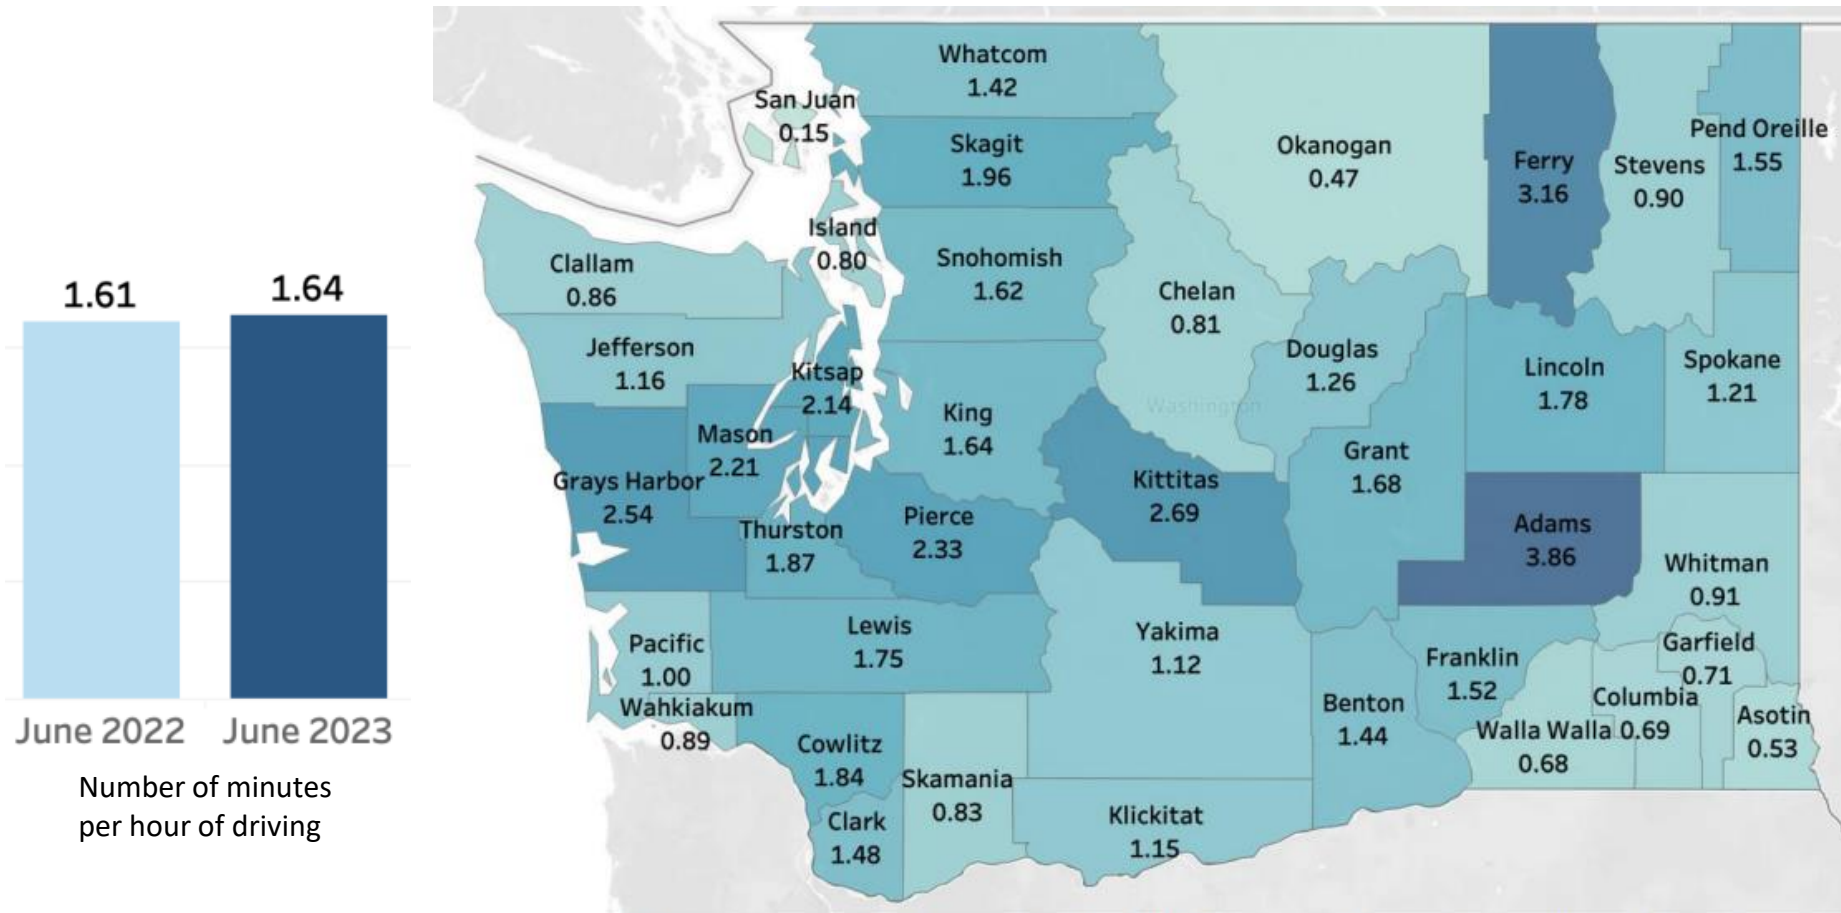 1.61
1.64
June 2022
June 2023
Number of minutes
per hour of driving
Whatcom
1.42
San Juan
0.15
Skagit
1.96
Okanogan
0.47
Ferry
3.16
Stevens
0.90
Pend Oreille
1.55
Island
0.80
Clallam
0.86
Snohomish
1.62
Chelan
0.81
Jefferson
1.16
Kitsap
2.14
Douglas
1.26
Lincoln
1.78
Spokane
1.21
Washington
King
1.64
Mason
2.21
Grays Harbor
2.54
Grant
1.68
Kittitas
2.69
Thurston
1.87
Pierce
2.33
Adams
3.86
Whitman
0.91
Pacific
1.00
Lewis
1.75
Yakima
1.12
Franklin
1.52
Garfield
0.71
Wahkiakum
0.89
Benton
1.44
Columbia
0.69
Walla Walla
0.68
Asotin
0.53
Cowlitz
1.84
Skamania
0.83
Clark
1.48
Klickitat
1.15